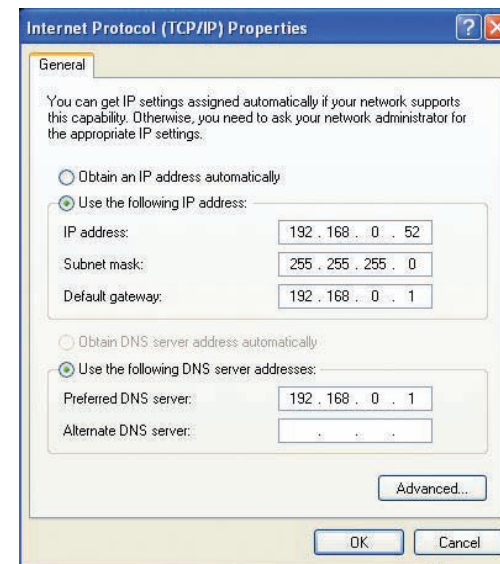 Internet Protocol (TCP/IP) Properties
General
You can get IP settings assigned automatically if your network supports
this capability. Otherwise, you need to ask your network administrator for
the appropriate IP settings.
Obtain an IP address automatically
Use the following IP address:
IP address: 192 . 168 . 0 . 52
Subnet mask: 255 . 255 . 255 . 0
Default gateway: 192 . 168 . 0 . 1
Obtain DNS server address automatically
Use the following DNS server addresses:
Preferred DNS server: 192 . 168 . 0 . 1
Alternate DNS server: . . .
Advanced...
OK Cancel